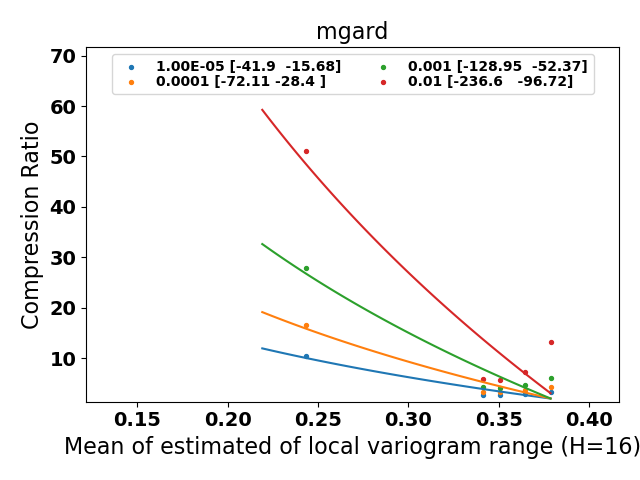 mgard
1.00E-05 [-41.9  -15.68]
0.0001 [-72.11 -28.4 ]
0.001 [-128.95  -52.37]
0.01 [-236.6   -96.72]
Compression Ratio
70
60
50
40
30
20
10
0.15 0.20 0.25 0.30 0.35 0.40
Mean of estimated of local variogram range (H=16)